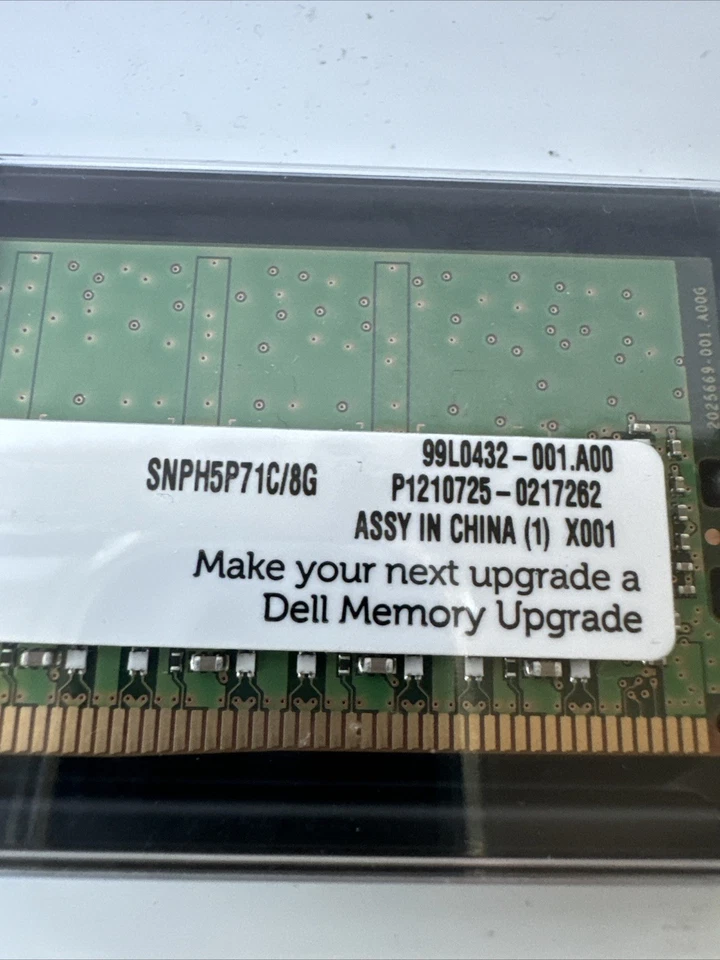 2025669-001.A00G
99L0432-001.A00
SNPH5P71C/8G
P1210725-0217262
ASSY IN CHINA (1) X001
Make your next upgrade a
Dell Memory Upgrade